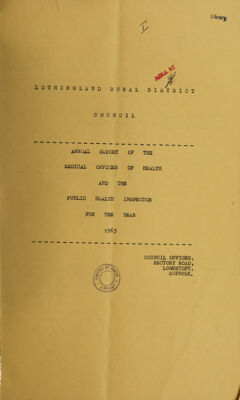 Library
LOTHINGLAND RURAL DISTRICT
COUNCIL
ANNUAL REPORT OF THE
MEDICAL OFFICER OF HEALTH
AND THE
PUBLIC HEALTH INSPECTOR
FOR THE YEAR
1963
COUNCIL OFFICES,
RECTORY ROAD,
LOWESTOFT,
SUFFOLK.